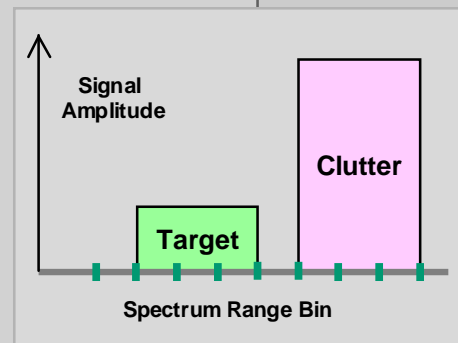 Signal
Amplitude
Clutter
Target
Spectrum Range Bin